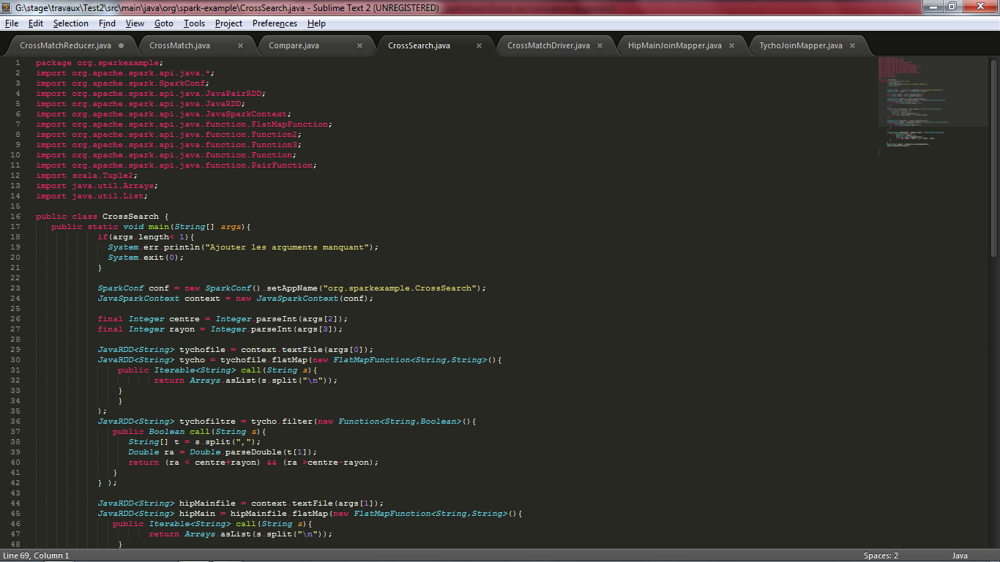 G:\stage\travaux\Test2\src\main\java\org\spark-example\CrossSearch.java - Sublime Text 2 (UNREGISTERED)
File Edit Selection Find View Goto Tools Project Preferences Help
CrossMatchReducer.java CrossMatch.java Compare.java CrossSearch.java CrossMatchDriver.java HipMainJoinMapper.java TychoJoinMapper.java
1 package org.sparkexample;
2 import org.apache.spark.api.java.*;
3 import org.apache.spark.SparkConf;
4 import org.apache.spark.api.java.JavaPairRDD;
5 import org.apache.spark.api.java.JavaRDD;
6 import org.apache.spark.api.java.JavaSparkContext;
7 import org.apache.spark.api.java.function.FlatMapFunction;
8 import org.apache.spark.api.java.function.Function2;
9 import org.apache.spark.api.java.function.Function3;
10 import org.apache.spark.api.java.function.Function;
11 import org.apache.spark.api.java.function.PairFunction;
12 import scala.Tuple2;
13 import java.util.Arrays;
14 import java.util.List;
15
16 public class CrossSearch {
17 public static void main(String[] args){
18 if(args.length< 1){
19 System.err.println("Ajouter les arguments manquant");
20 System.exit(0);
21 }
22
23 SparkConf conf = new SparkConf().setAppName("org.sparkexample.CrossSearch");
24 JavaSparkContext context = new JavaSparkContext(conf);
25
26 final Integer centre = Integer.parseInt(args[2]);
27 final Integer rayon = Integer.parseInt(args[3]);
28
29 JavaRDD<String> tychofile = context.textFile(args[0]);
30 JavaRDD<String> tycho = tychofile.flatMap(new FlatMapFunction<String,String>(){
31 public Iterable<String> call(String s){
32 return Arrays.asList(s.split("\n"));
33 }
34 }
35 );
36 JavaRDD<String> tychofiltre = tycho.filter(new Function<String,Boolean>(){
37 public Boolean call(String s){
38 String[] t = s.split(",");
39 Double ra = Double.parseDouble(t[1]);
40 return (ra < centre+rayon) && (ra >centre-rayon);
41 }
42 } );
43
44 JavaRDD<String> hipMainfile = context.textFile(args[1]);
45 JavaRDD<String> hipMain = hipMainfile.flatMap(new FlatMapFunction<String,String>(){
46 public Iterable<String> call(String s){
47 return Arrays.asList(s.split("\n"));
48 }
Line 69, Column 1 Spaces: 2 Java